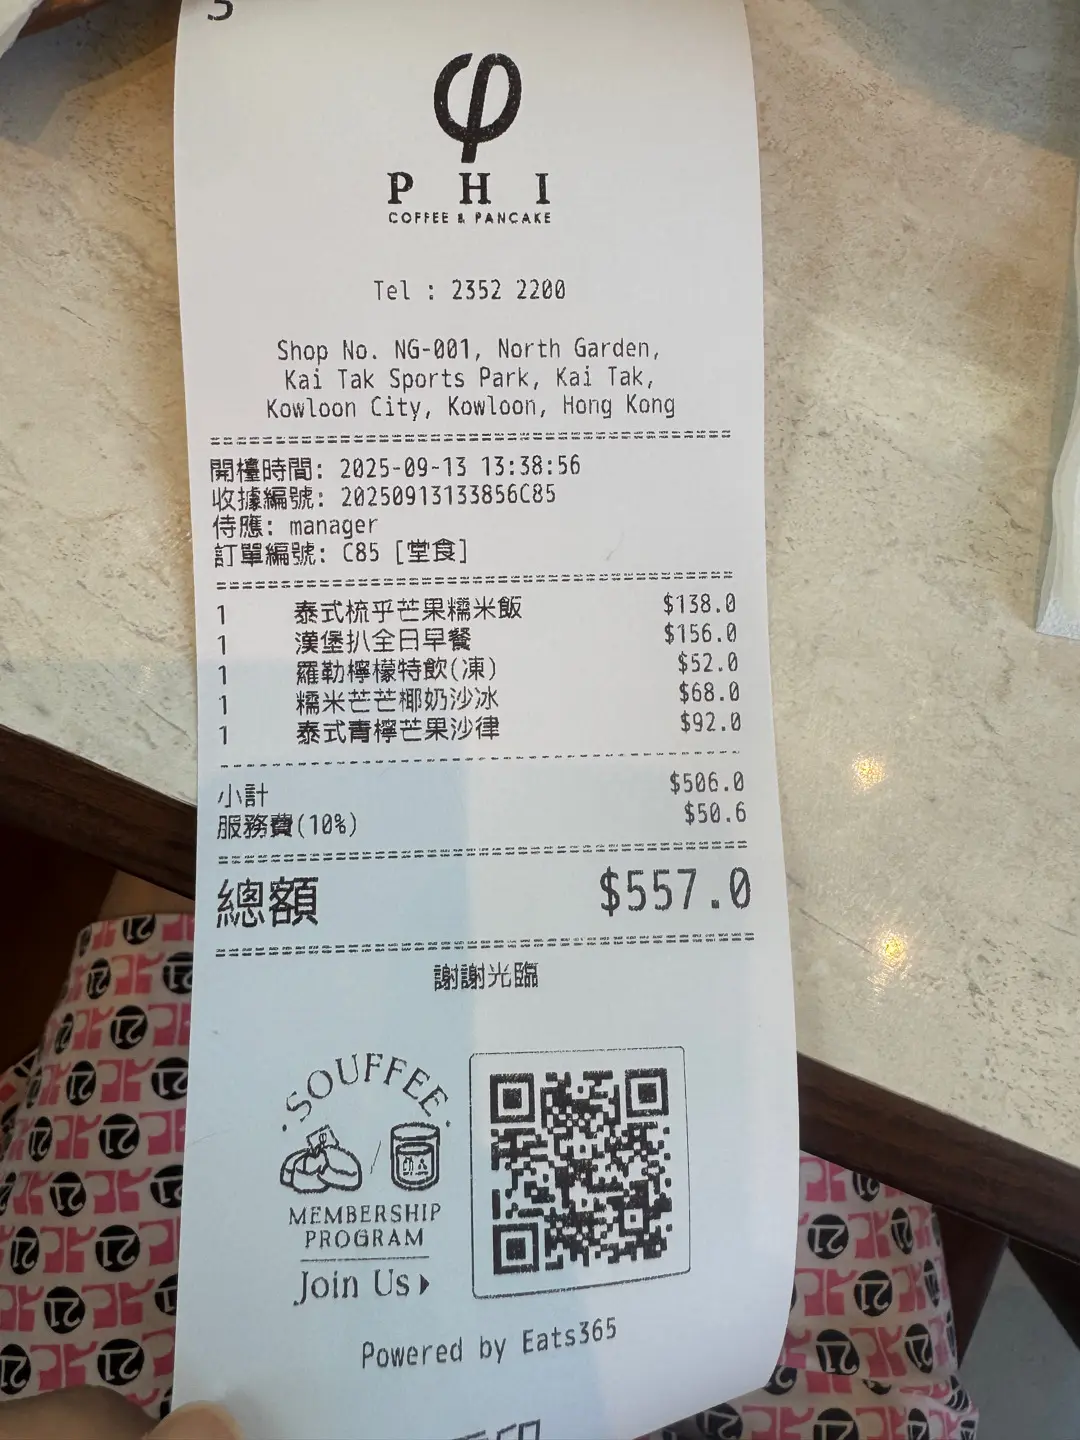 φ
P H I
COFFEE & PANCAKE
Tel : 2352 2200
Shop No. NG-001, North Garden,
Kai Tak Sports Park, Kai Tak,
Kowloon City, Kowloon, Hong Kong
開檯時間: 2025-09-13 13:38:56
收據編號: 20250913133856C85
侍應: manager
訂單編號: C85 [堂食]
1 泰式梳乎芒果糯米飯 $138.0
1 漢堡扒全日早餐 $156.0
1 羅勒檸檬特飲(凍) $52.0
1 糯米芒芒椰奶沙冰 $68.0
1 泰式青檸芒果沙律 $92.0
小計 $506.0
服務費(10%) $50.6
總額 $557.0
謝謝光臨
SOUFFEE
MEMBERSHIP
PROGRAM
Join Us
Powered by Eats365
21